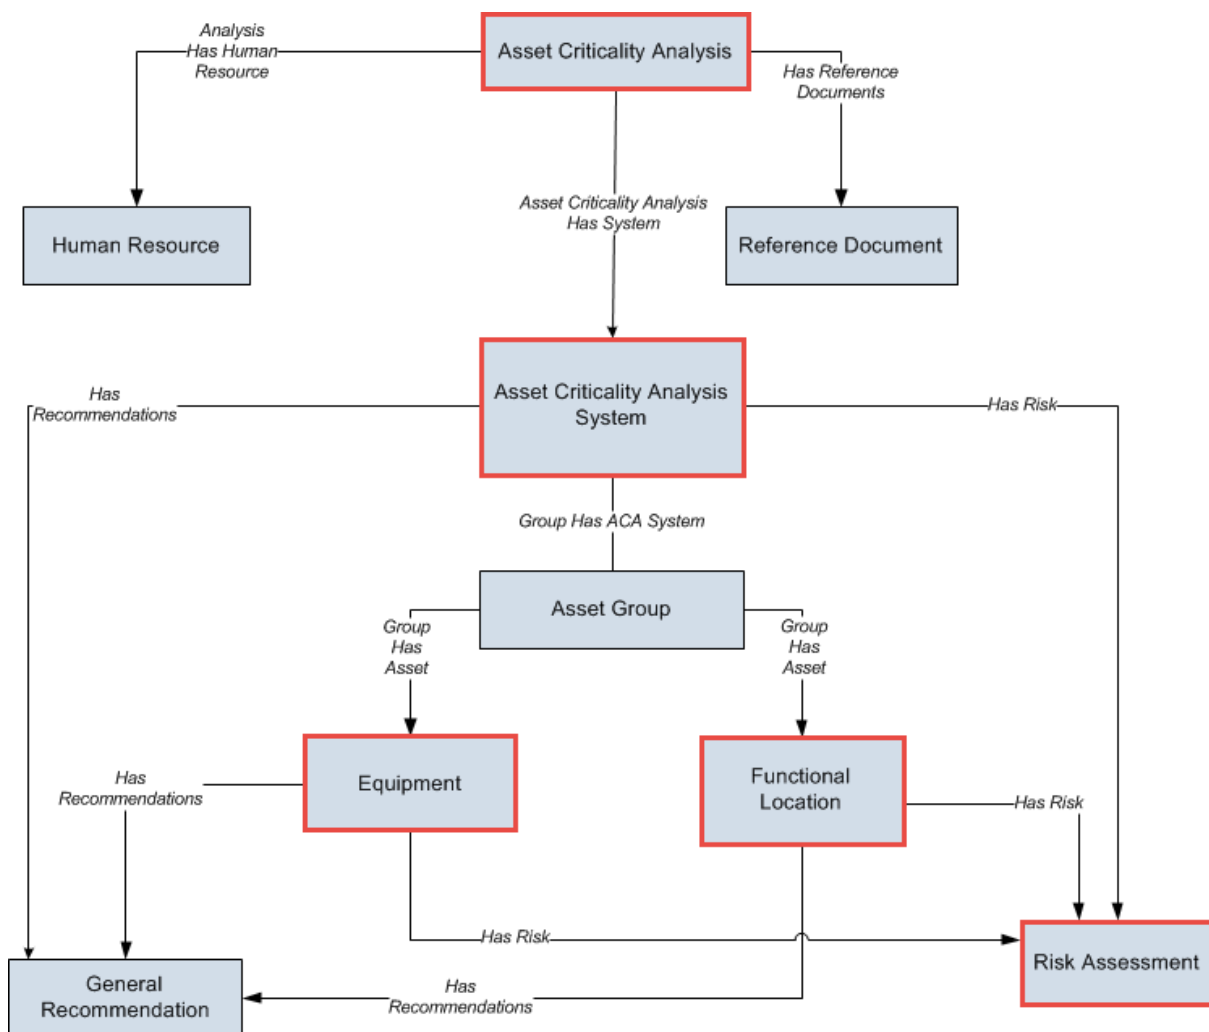 Analysis
Has Human
Resource
Asset Criticality Analysis
Has Reference
Documents
Human Resource
Asset Criticality Analysis
Has System
Reference Document
Has
Recommendations
Asset Criticality Analysis
System
Has Risk
Group Has ACA System
Asset Group
Group
Has
Asset
Group
Has
Asset
Has
Recommendations
Equipment
Functional
Location
Has Risk
Has Risk
Risk Assessment
General
Recommendation
Has
Recommendations